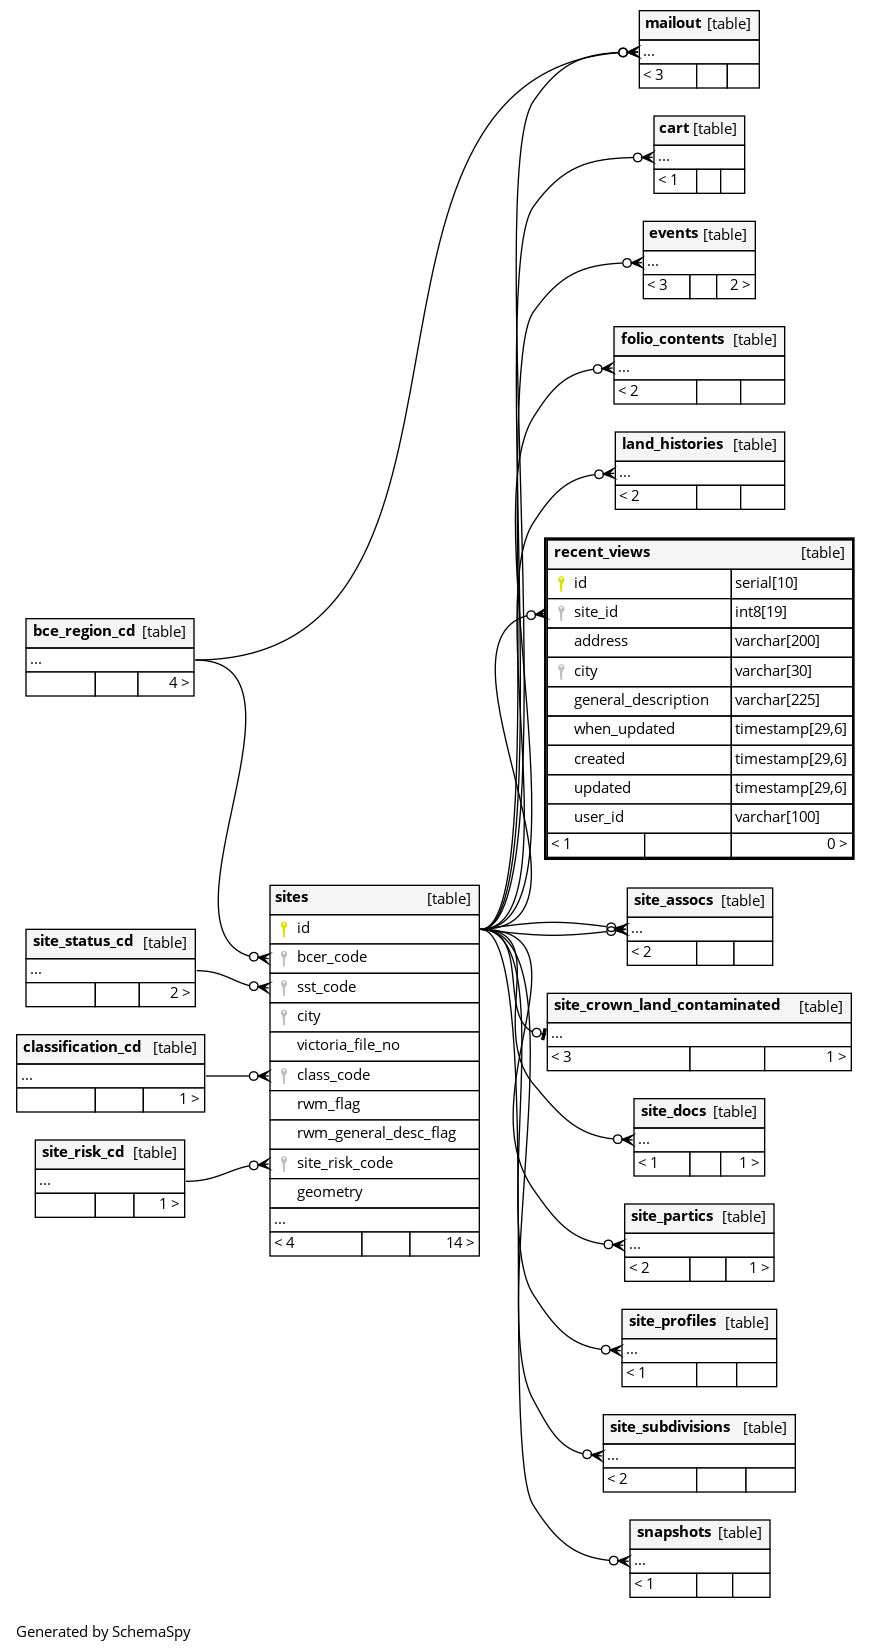 mailout [table]
...
< 3
cart [table]
...
< 1
events [table]
...
< 3 2 >
folio_contents [table]
...
< 2
land_histories [table]
...
< 2
recent_views [table]
id serial[10]
site_id int8[19]
address varchar[200]
city varchar[30]
general_description varchar[225]
when_updated timestamp[29,6]
created timestamp[29,6]
updated timestamp[29,6]
user_id varchar[100]
< 1 0 >
bce_region_cd [table]
...
4 >
sites [table]
id
bcer_code
sst_code
city
victoria_file_no
class_code
rwm_flag
rwm_general_desc_flag
site_risk_code
geometry
...
< 4 14 >
site_status_cd [table]
...
2 >
classification_cd [table]
...
1 >
site_risk_cd [table]
...
1 >
site_assocs [table]
...
< 2
site_crown_land_contaminated [table]
...
< 3 1 >
site_docs [table]
...
< 1 1 >
site_partics [table]
...
< 2 1 >
site_profiles [table]
...
< 1
site_subdivisions [table]
...
< 2
snapshots [table]
...
< 1
Generated by SchemaSpy